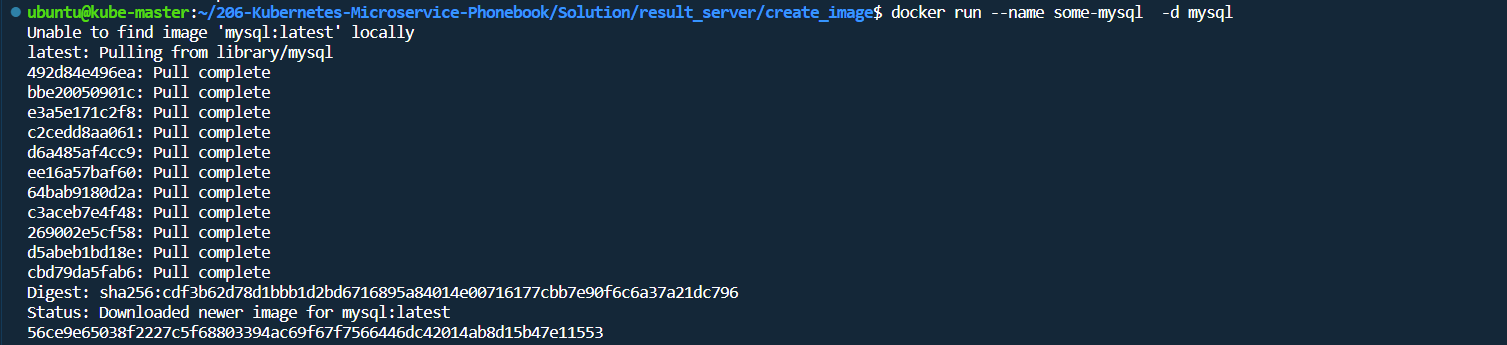 ubuntu@kube-master:~/206-Kubernetes-Microservice-Phonebook/Solution/result_server/create_image$ docker run --name some-mysql  -d mysql
Unable to find image 'mysql:latest' locally
latest: Pulling from library/mysql
492d84e496ea: Pull complete
bbe20050901c: Pull complete
e3a5e171c2f8: Pull complete
c2cedd8aa061: Pull complete
d6a485af4cc9: Pull complete
ee16a57baf60: Pull complete
64bab9180d2a: Pull complete
c3aceb7e4f48: Pull complete
269002e5cf58: Pull complete
d5abeb1bd18e: Pull complete
cbd79da5fab6: Pull complete
Digest: sha256:cdf3b62d78d1bbb1d2bd6716895a84014e00716177cbb7e90f6c6a37a21dc796
Status: Downloaded newer image for mysql:latest
56ce9e65038f2227c5f68803394ac69f67f7566446dc42014ab8d15b47e11553